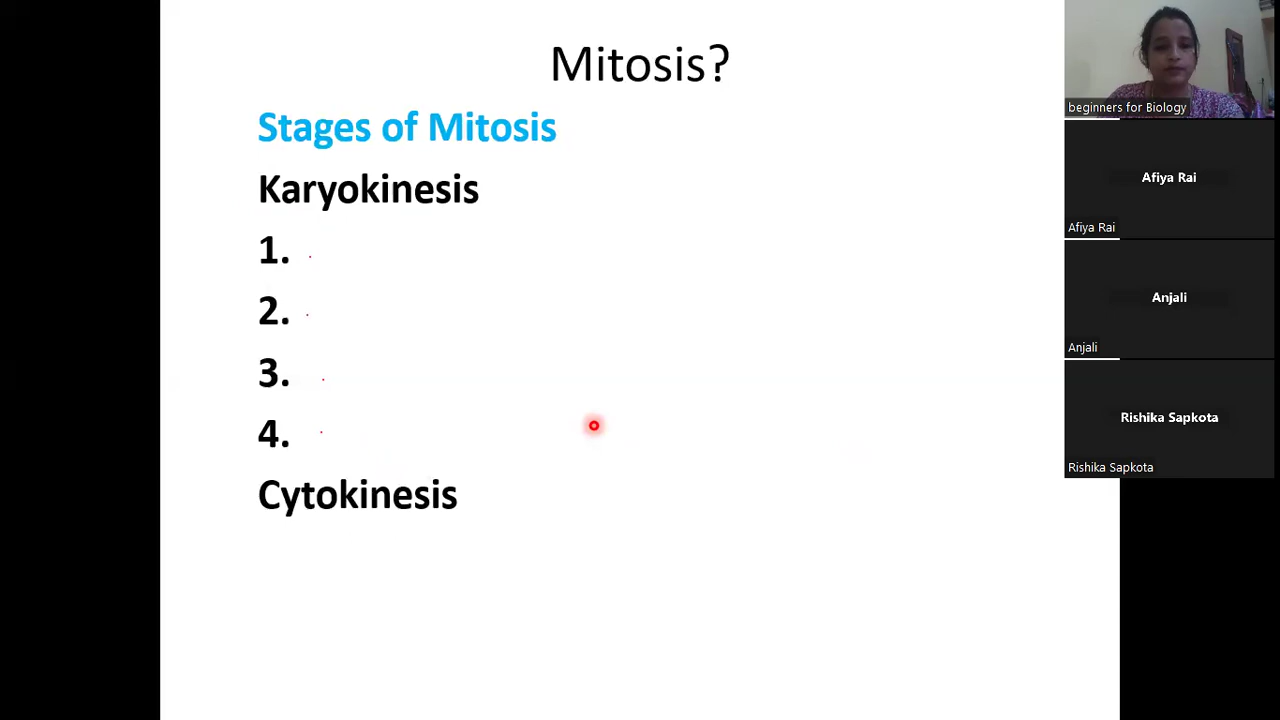 Mitosis?
Stages of Mitosis
Karyokinesis
1.
2.
3.
4.
Cytokinesis
beginners for Biology
Afiya Rai
Afiya Rai
Anjali
Anjali
Rishika Sapkota
Rishika Sapkota